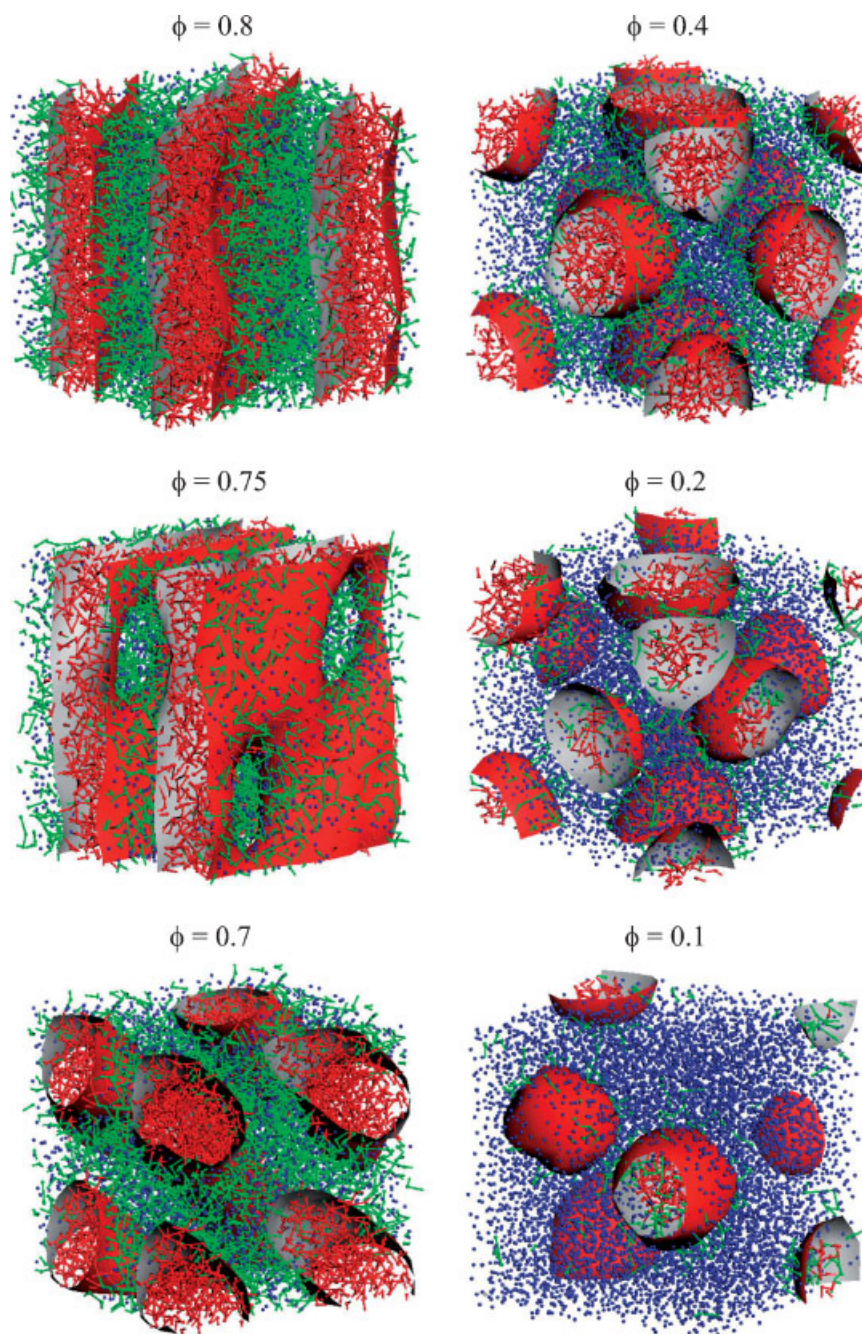 ϕ = 0.8
ϕ = 0.4
ϕ = 0.75
ϕ = 0.2
ϕ = 0.7
ϕ = 0.1